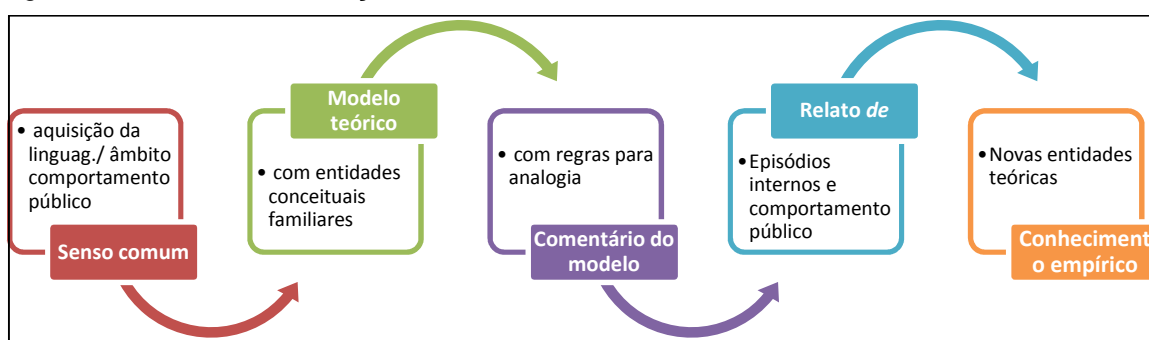 • aquisição da
linguag./ âmbito
comportamento
público
Senso comum
Modelo
teórico
• com entidades
conceituais
familiares
• com regras para
analogia
Comentário do
modelo
Relato de
• Episódios
internos e
comportamento
público
• Novas entidades
teóricas
Conheciment
o empírico